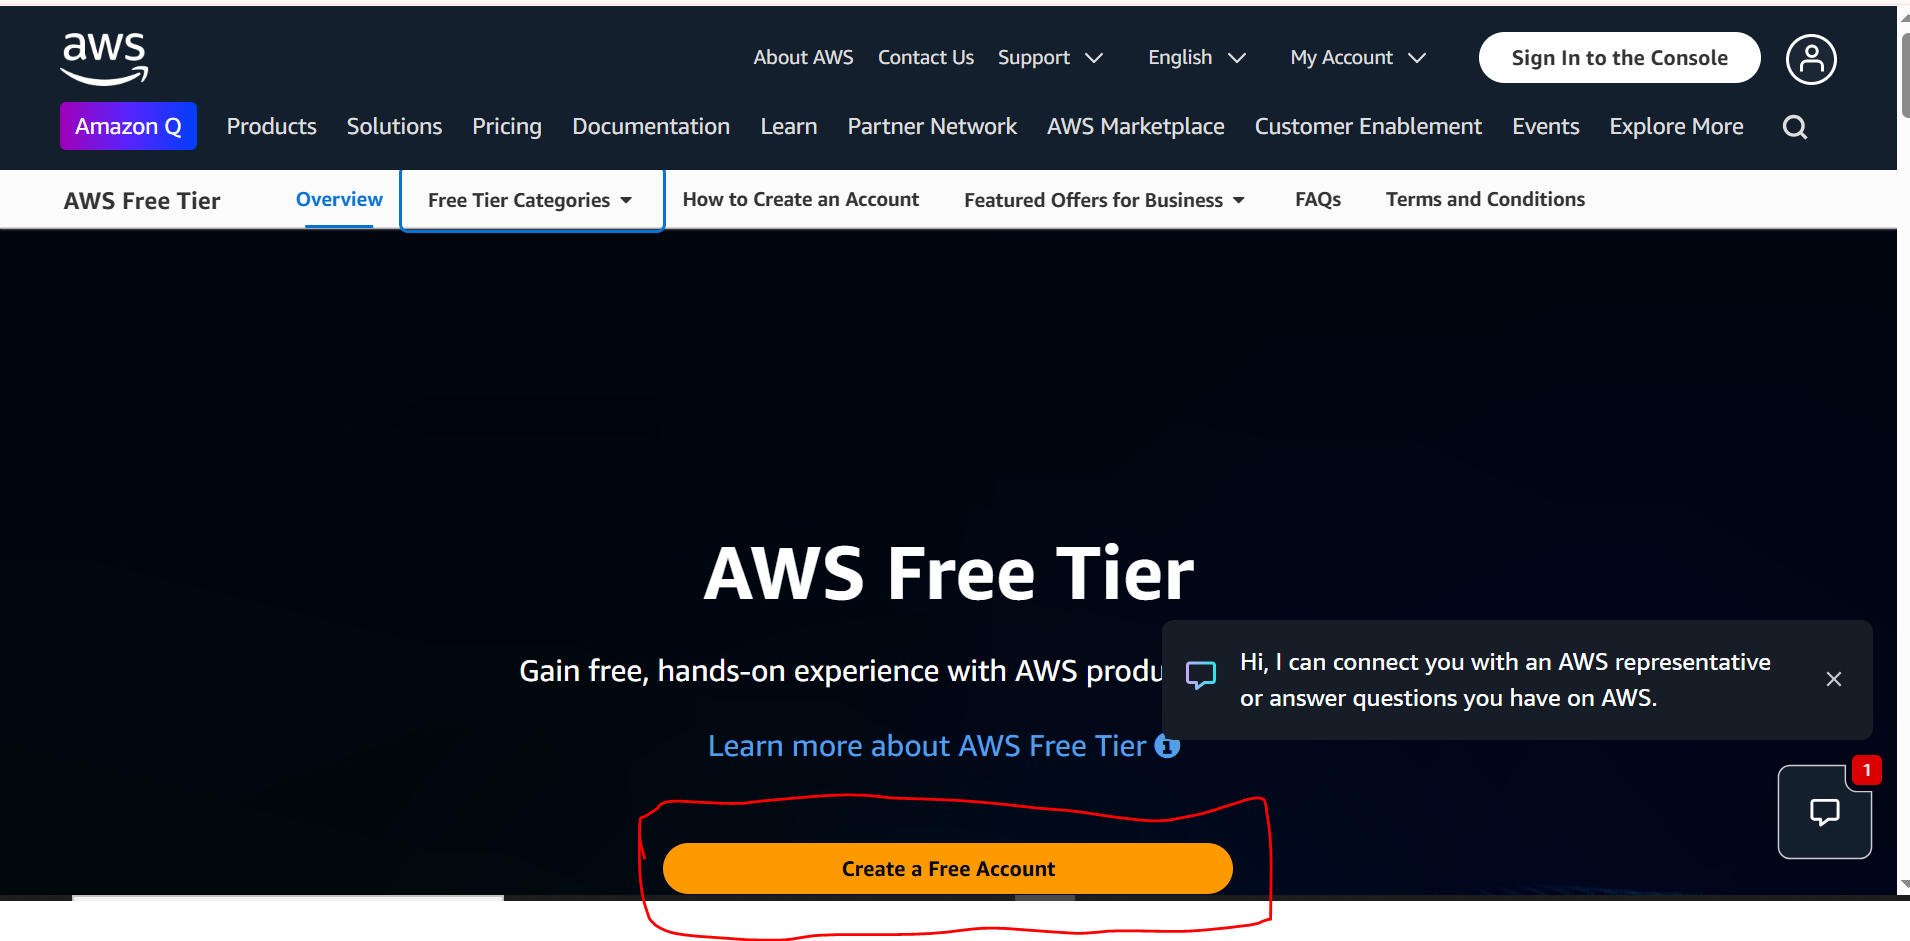 aws
About AWS Contact Us Support English My Account Sign In to the Console
Amazon Q Products Solutions Pricing Documentation Learn Partner Network AWS Marketplace Customer Enablement Events Explore More
AWS Free Tier Overview Free Tier Categories How to Create an Account Featured Offers for Business FAQs Terms and Conditions
AWS Free Tier
Gain free, hands-on experience with AWS produ
Hi, I can connect you with an AWS representative
or answer questions you have on AWS.
Learn more about AWS Free Tier
1
Create a Free Account